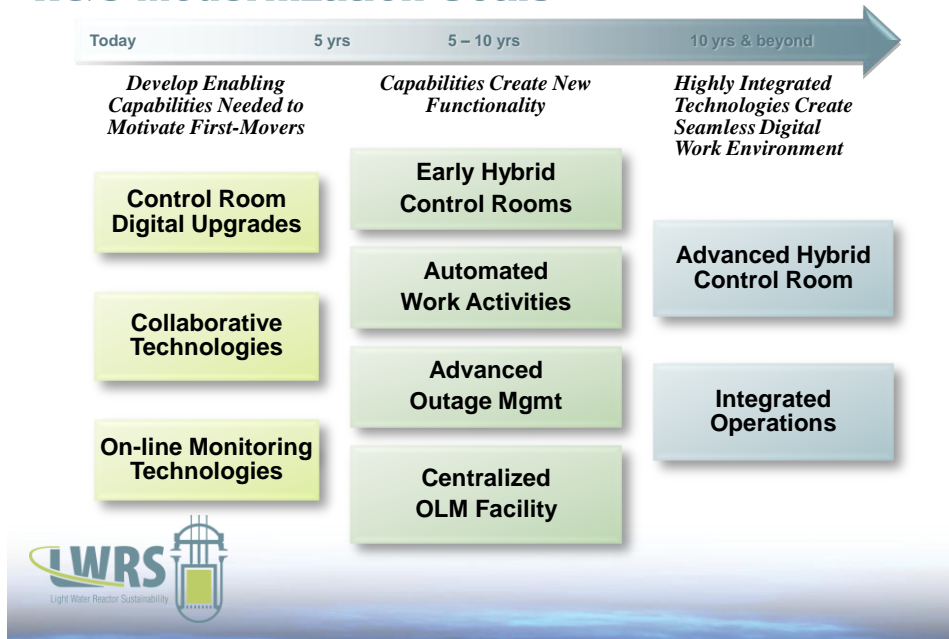 Today 5 yrs 5 – 10 yrs 10 yrs & beyond
Develop Enabling
Capabilities Needed to
Motivate First-Movers
Capabilities Create New
Functionality
Highly Integrated
Technologies Create
Seamless Digital
Work Environment
Control Room
Digital Upgrades
Collaborative
Technologies
On-line Monitoring
Technologies
Early Hybrid
Control Rooms
Automated
Work Activities
Advanced
Outage Mgmt
Centralized
OLM Facility
Advanced Hybrid
Control Room
Integrated
Operations
LWRS
Light Water Reactor Sustainability